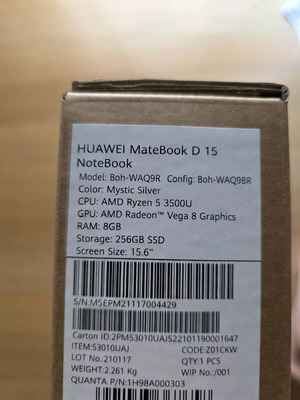 HUAWEI MateBook D 15
NoteBook
Model: Boh-WAQ9R Config: Boh-WAQ9BR
Color: Mystic Silver
CPU: AMD Ryzen 5 3500U
GPU: AMD Radeon™ Vega 8 Graphics
RAM: 8GB
Storage: 256GB SSD
Screen Size: 15.6"
S/N:M5EPM21117004429
Carton ID:2PM53010UAJS22101190001647
ITEM:53010UAJ CODE:Z01CKW
LOT No.:210117 QTY:1 PCS
WEIGHT:2.261 Kg WIP No./001
QUANTA P/N:1H98A000303